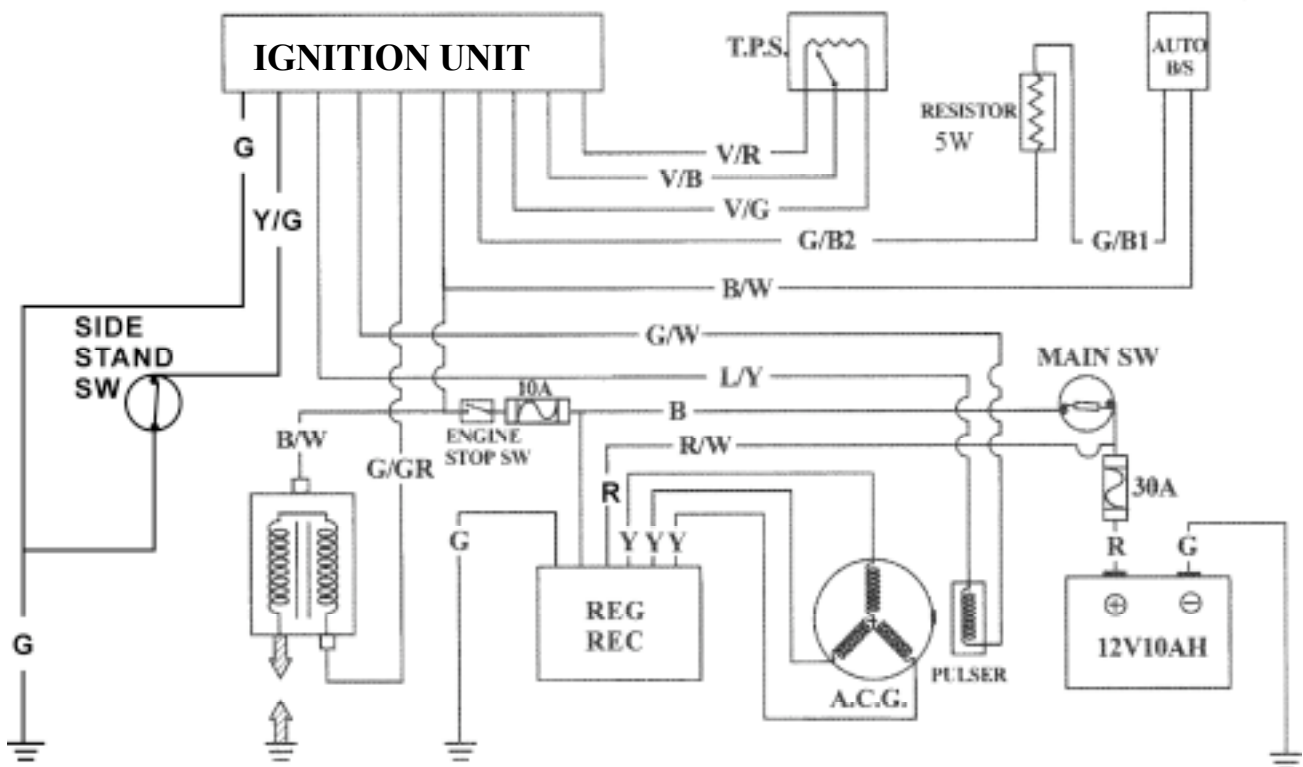 IGNITION UNIT
T.P.S.
AUTO
B/S
RESISTOR
5W
G
Y/G
V/R
V/B
V/G
G/B2
G/B1
B/W
SIDE
STAND
SW
G/W
MAIN SW
L/Y
10A
B
B/W
ENGINE
STOP SW
R/W
G/GR
R
30A
G
Y Y Y
R
G
REG
REC
12V10AH
PULSER
A.C.G.
G